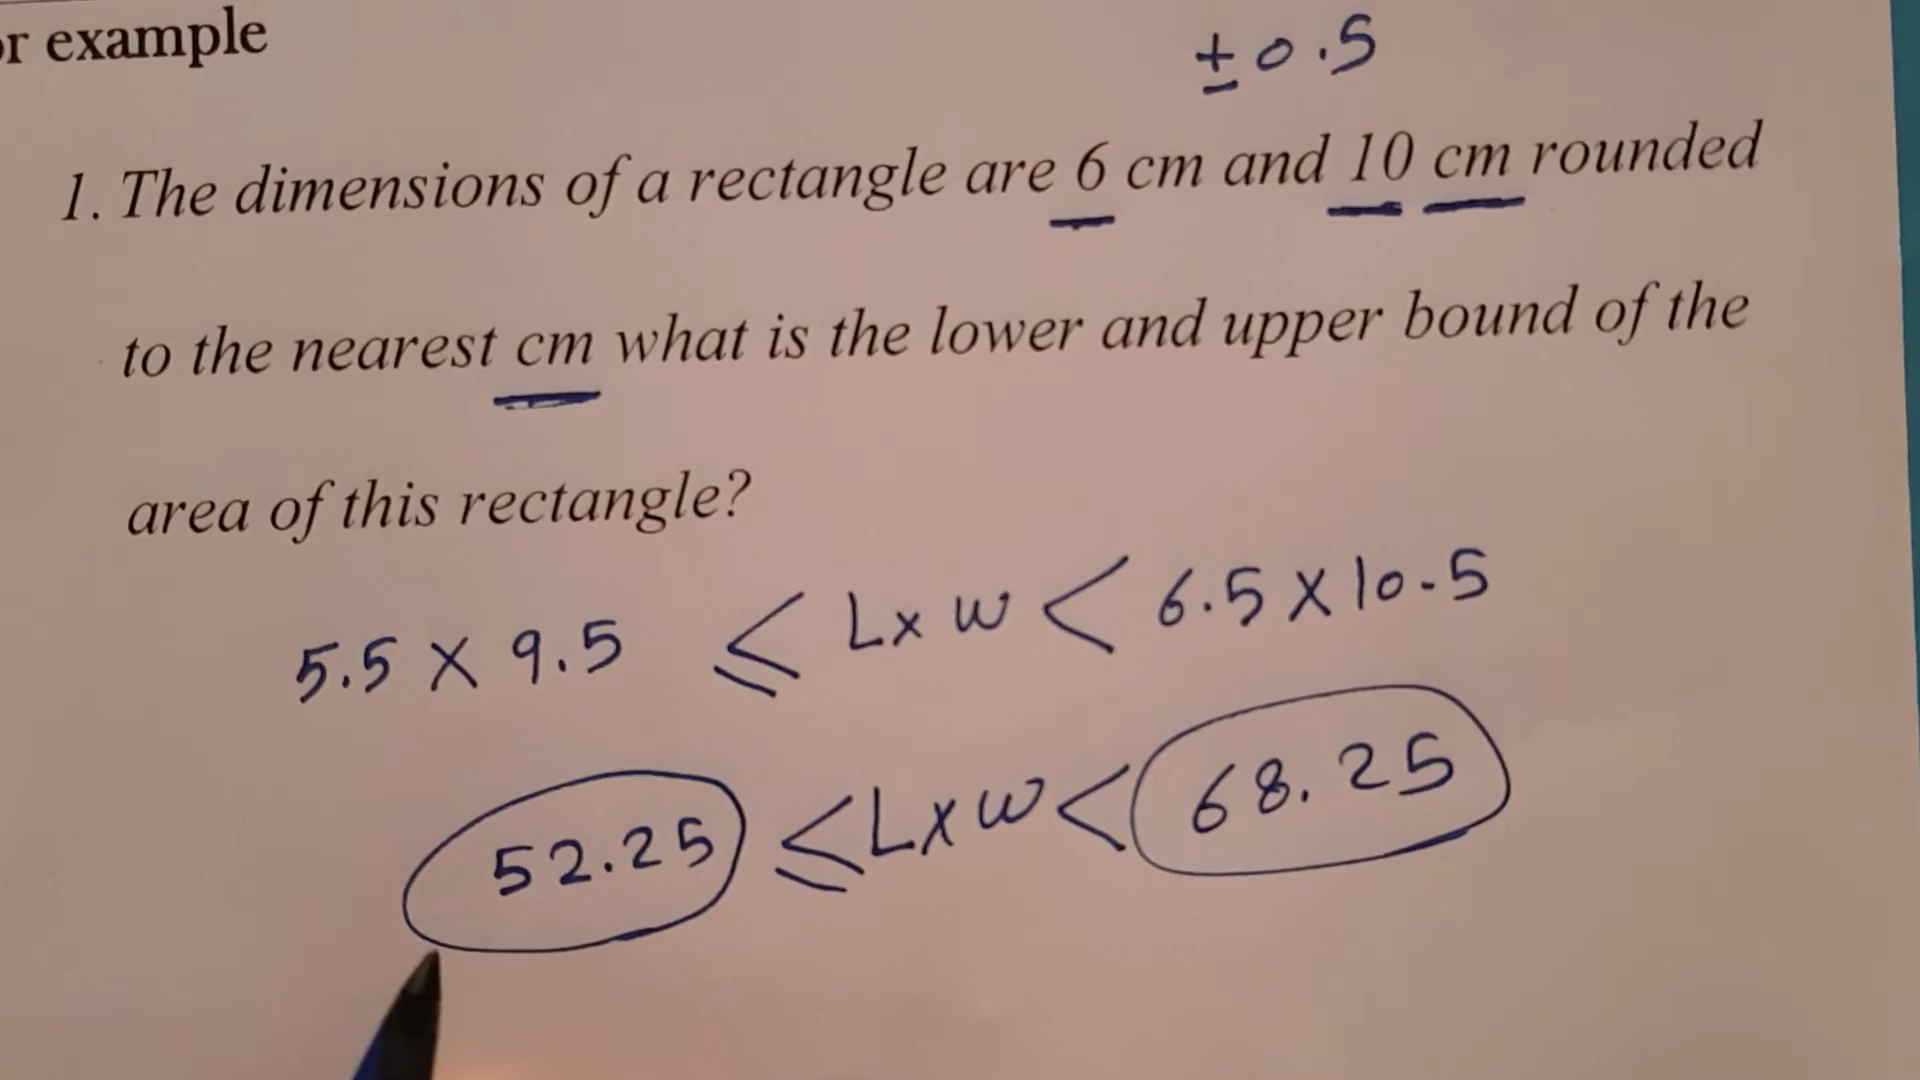 or example
± 0.5
1. The dimensions of a rectangle are 6 cm and 10 cm rounded
to the nearest cm what is the lower and upper bound of the
area of this rectangle?
5.5 X 9.5 ≤ L x W < 6.5 X 10.5
52.25 ≤ L x W < 68.25